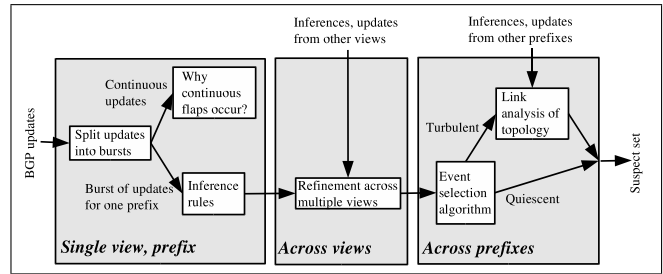 Inferences, updates
from other views
Inferences, updates
from other prefixes
BGP updates
Split updates
into bursts
Continuous
updates
Why
continuous
flaps occur?
Burst of updates
for one prefix
Inference
rules
Single view, prefix
Refinement across
multiple views
Across views
Turbulent
Link
analysis of
topology
Event
selection
algorithm
Quiescent
Across prefixes
Suspect set